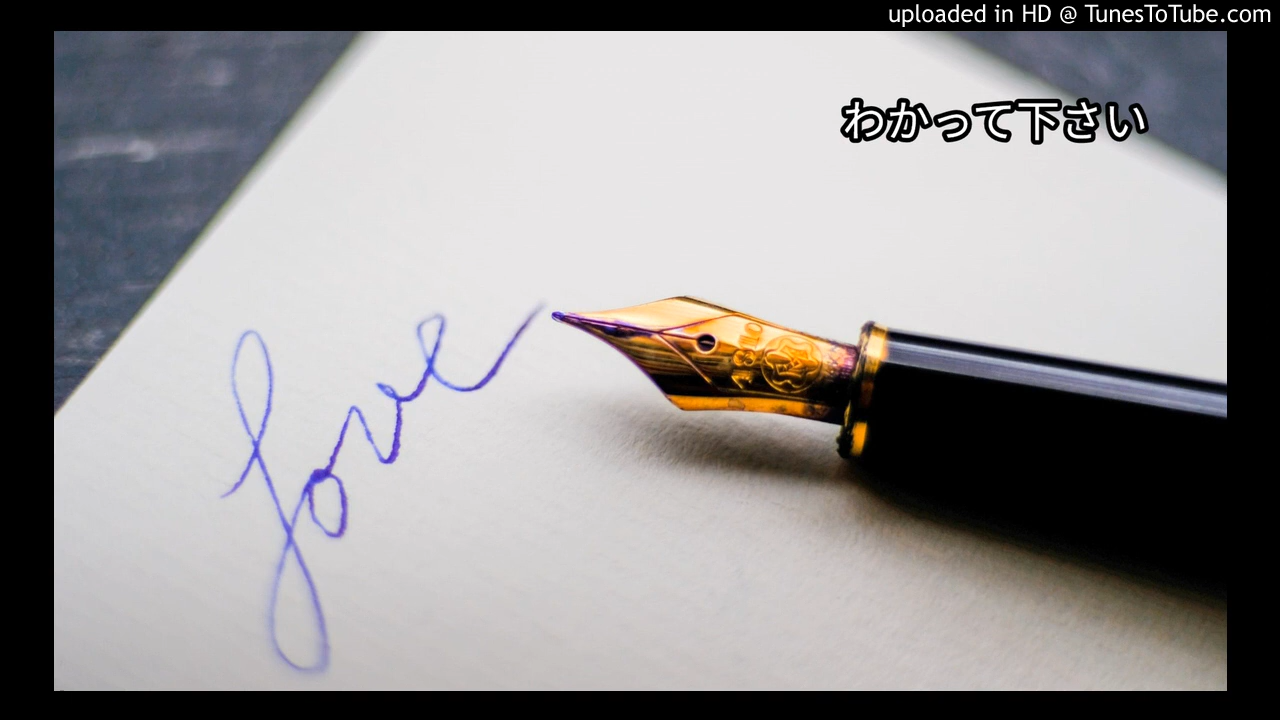 uploaded in HD @ TunesToTube.com
わかって下さい
love